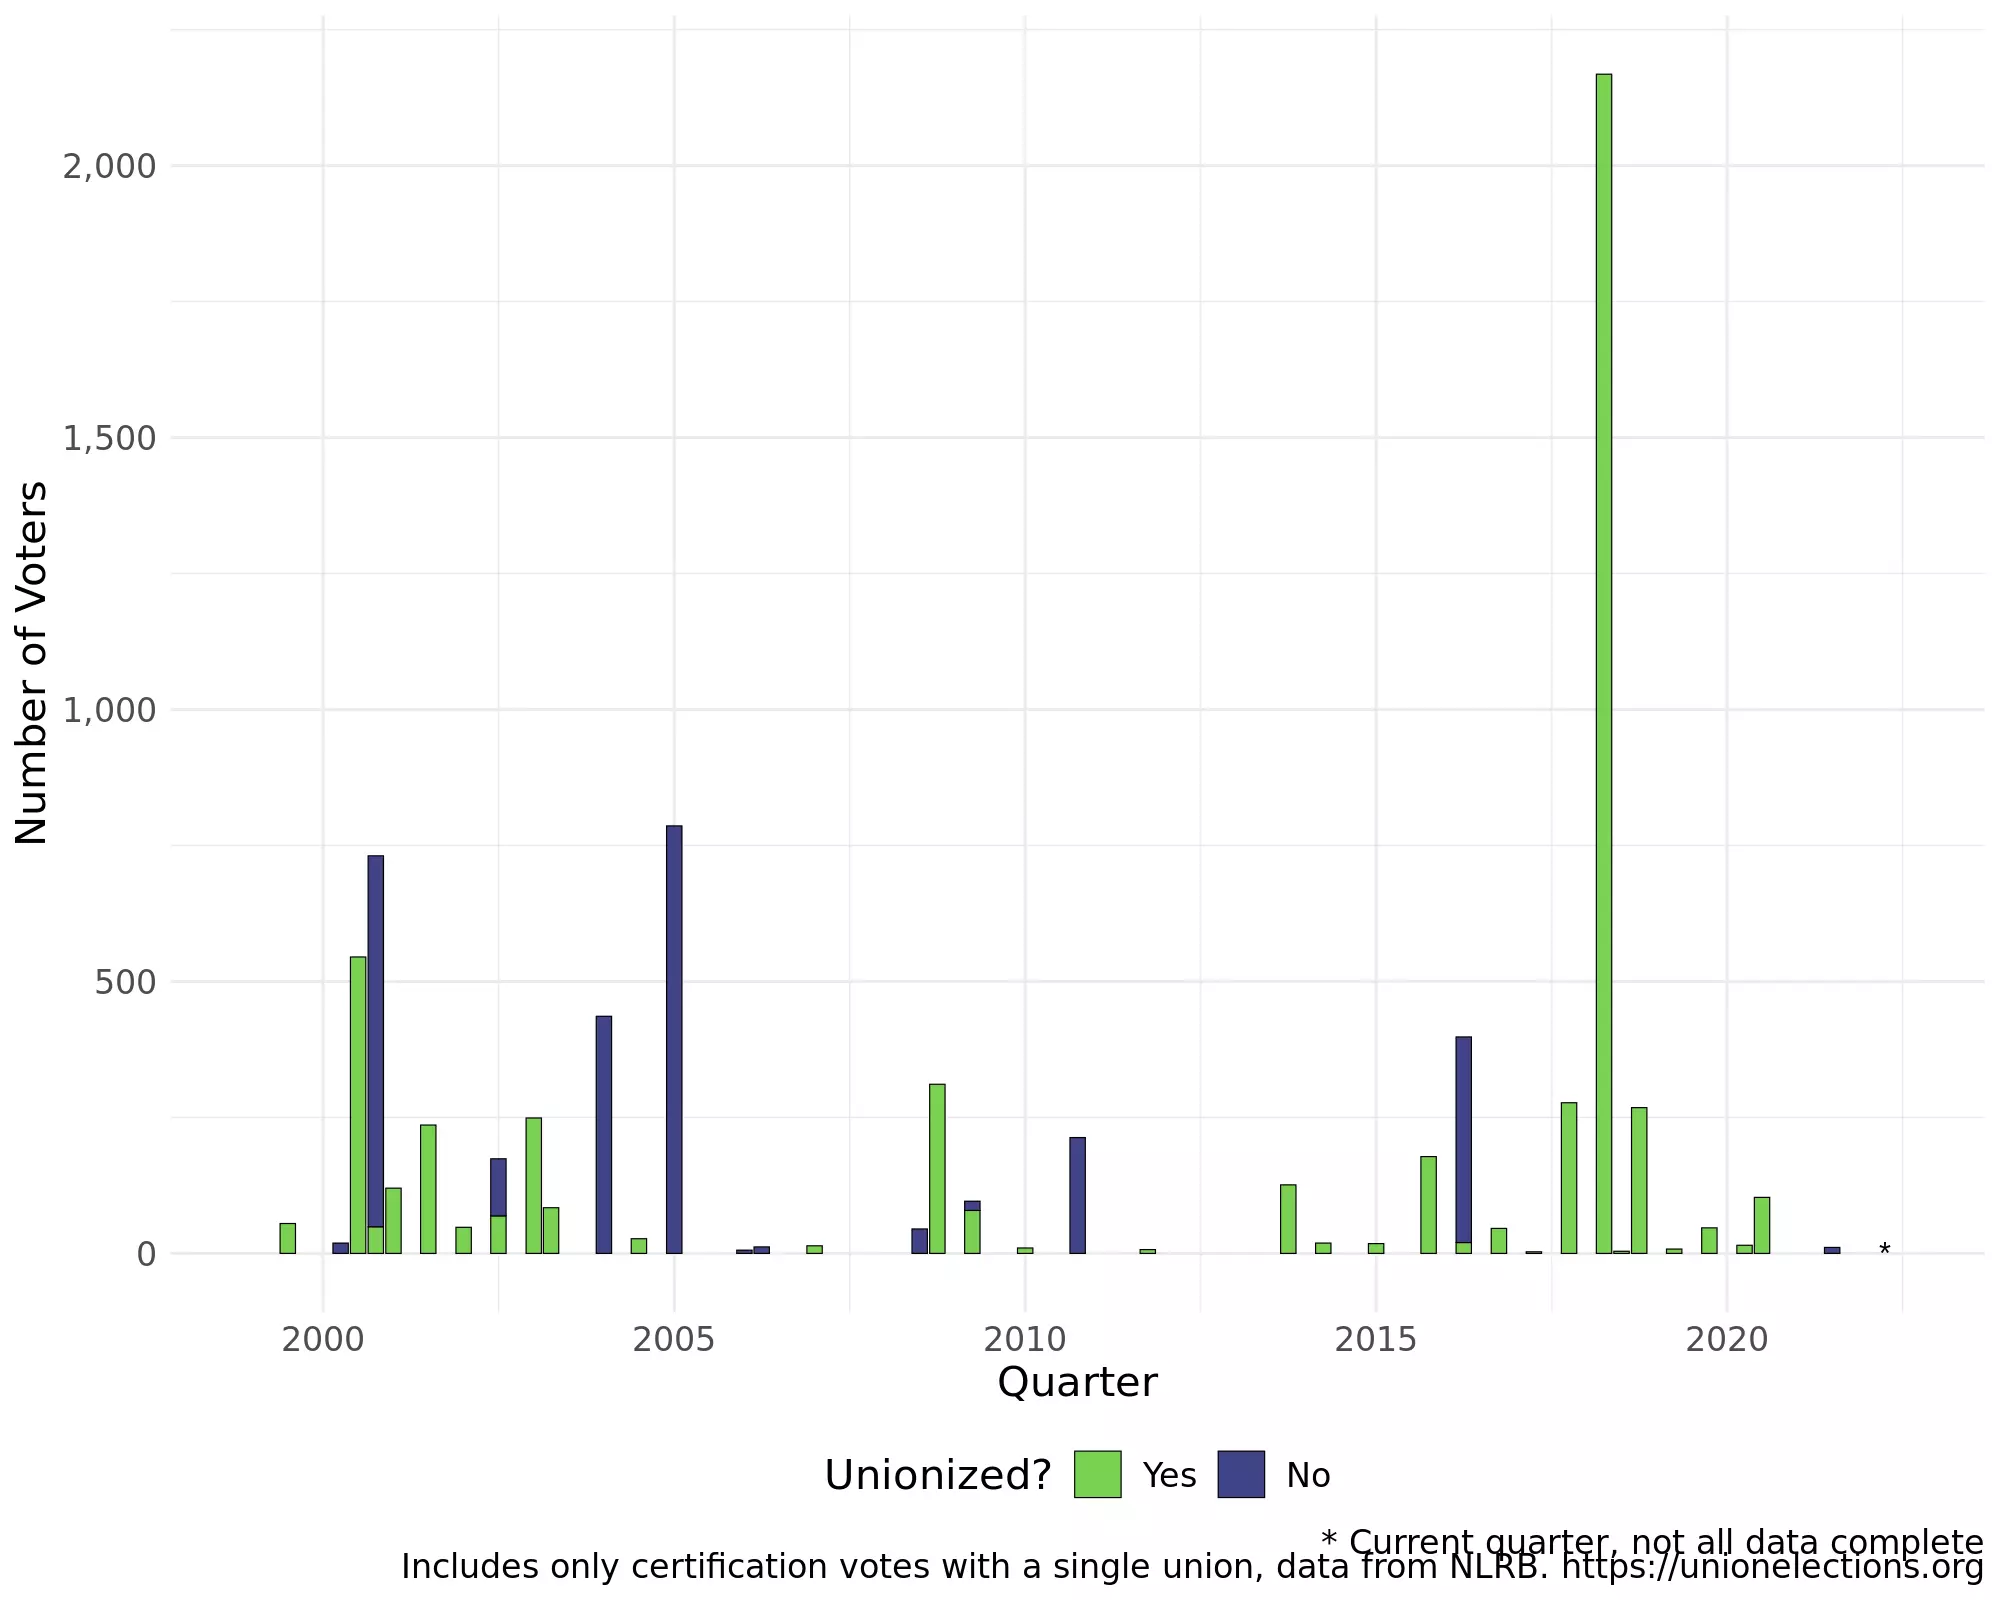 Number of Voters
2,000
1,500
1,000
500
0
*
2000 2005 2010 2015 2020
Quarter
Unionized? Yes No
* Current quarter, not all data complete
Includes only certification votes with a single union, data from NLRB. https://unionelections.org